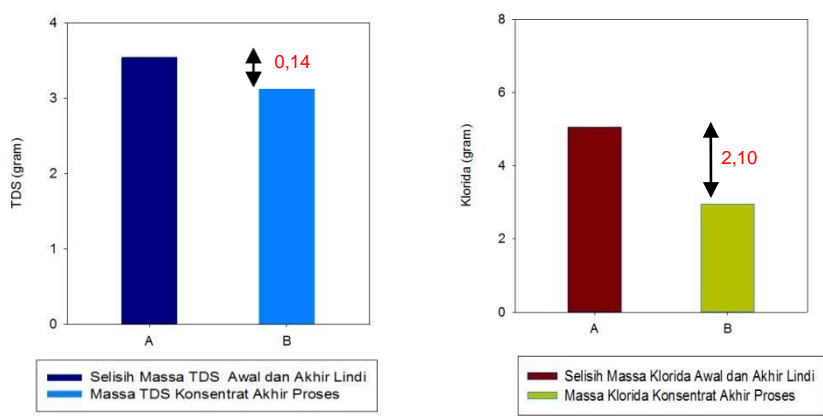 4
3
2
1
0
TDS (gram)
0,14
A
B
Selisih Massa TDS Awal dan Akhir Lindi
Massa TDS Konsentrat Akhir Proses
8
6
4
2
0
Klorida (gram)
2,10
A
B
Selisih Massa Klorida Awal dan Akhir Lindi
Massa Klorida Konsentrat Akhir Proses